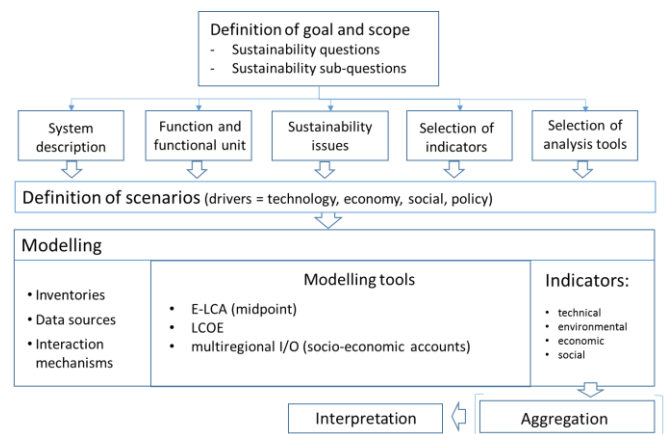 Definition of goal and scope
- Sustainability questions
- Sustainability sub-questions
System
description
Function and
functional unit
Sustainability
issues
Selection of
indicators
Selection of
analysis tools
Definition of scenarios (drivers = technology, economy, social, policy)
Modelling
• Inventories
• Data sources
• Interaction
mechanisms
Modelling tools
• E-LCA (midpoint)
• LCOE
• multiregional I/O (socio-economic accounts)
Indicators:
• technical
• environmental
• economic
• social
Interpretation
Aggregation